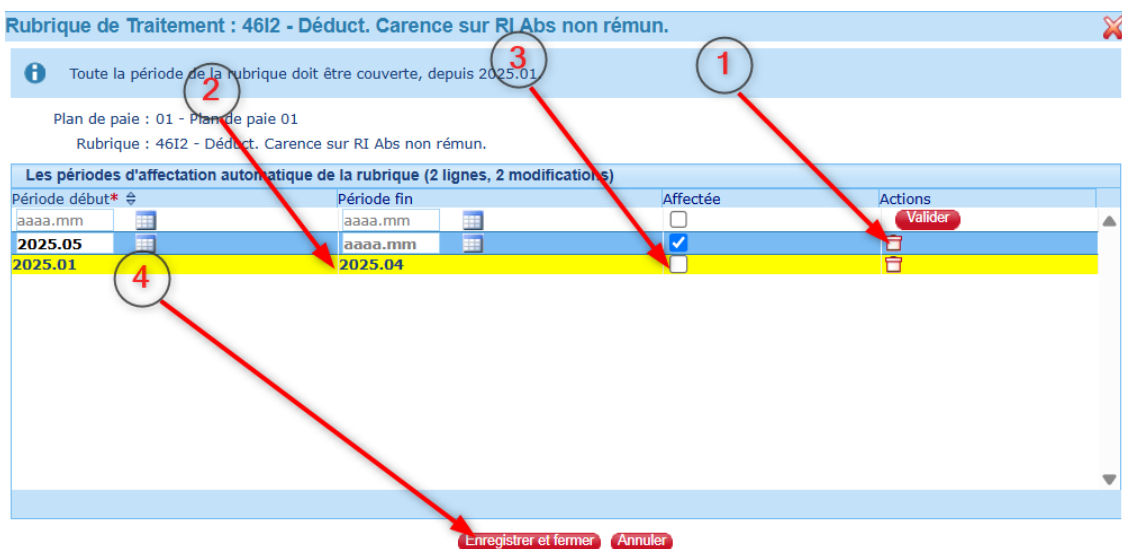 Rubrique de Traitement : 46I2 - Déduct. Carence sur RI Abs non rémun.
3
1
Toute la période de la rubrique doit être couverte, depuis 2025.01.
2
Plan de paie : 01 - Plan de paie 01
Rubrique : 46I2 - Déduct. Carence sur RI Abs non rémun.
Les périodes d'affectation automatique de la rubrique (2 lignes, 2 modifications)
Période début* Période fin Affectée Actions
aaaa.mm aaaa.mm Valider
2025.05 aaaa.mm
2025.01 2025.04
4
Enregistrer et fermer Annuler